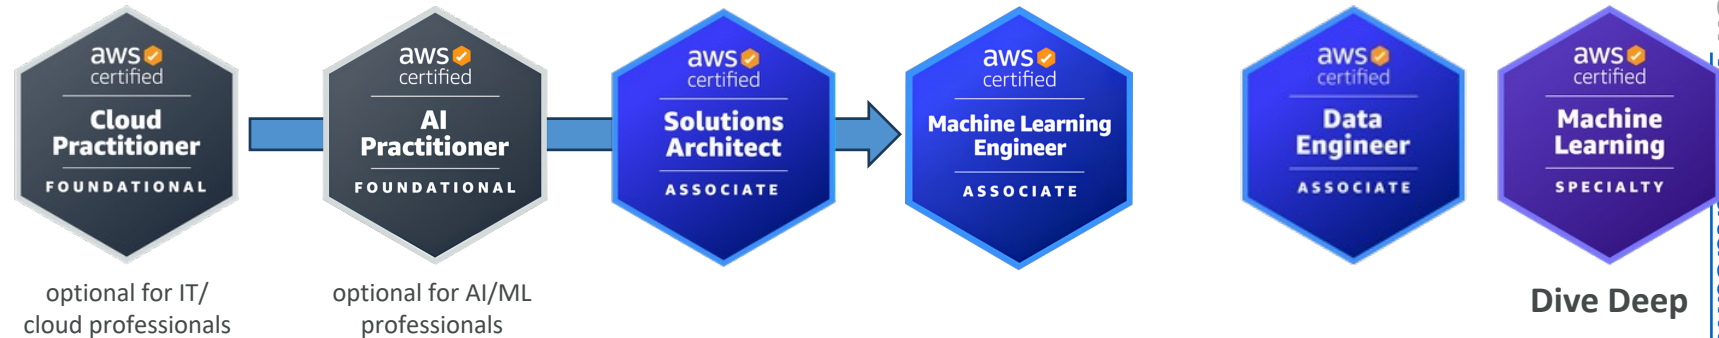 aws
certified
Cloud
Practitioner
FOUNDATIONAL
optional for IT/
cloud professionals
aws
certified
AI
Practitioner
FOUNDATIONAL
optional for AI/ML
professionals
aws
certified
Solutions
Architect
ASSOCIATE
aws
certified
Machine Learning
Engineer
ASSOCIATE
aws
certified
Data
Engineer
ASSOCIATE
aws
certified
Machine
Learning
SPECIALTY
Dive Deep